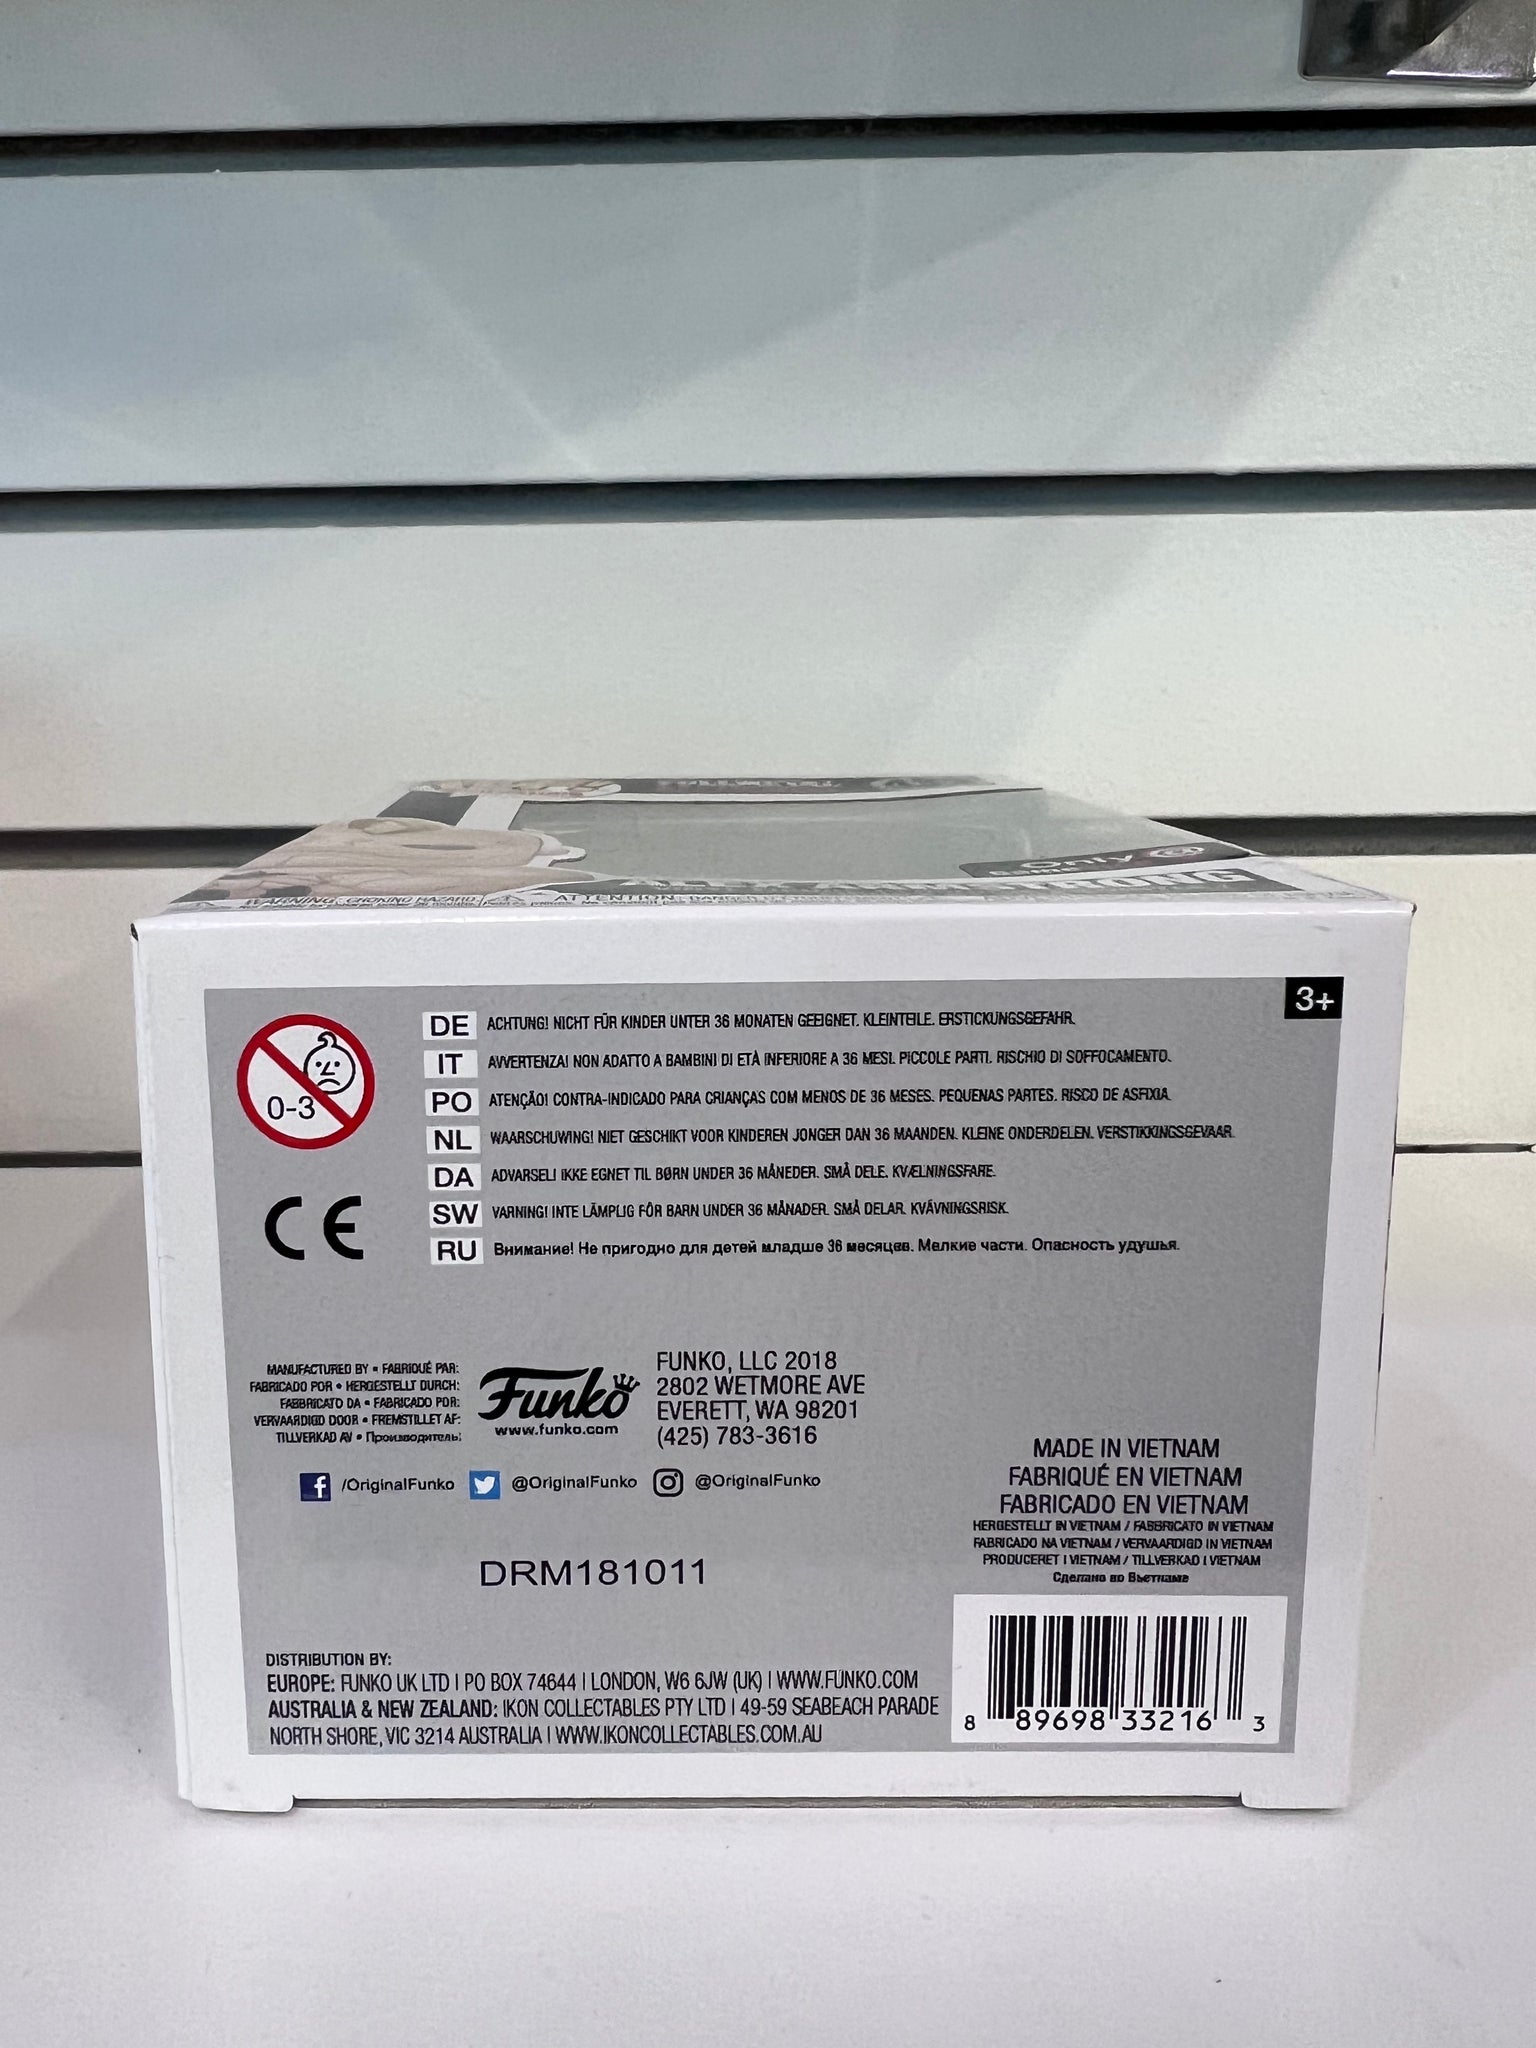 Only
ALEX ARMSTRONG
WARNING: CHOKING HAZARD
ATTENTION:
3+
0-3
DE ACHTUNG! NICHT FÜR KINDER UNTER 36 MONATEN GEEIGNET. KLEINTEILE. ERSTICKUNGSGEFAHR.
IT AVVERTENZA! NON ADATTO A BAMBINI DI ETÀ INFERIORE A 36 MESI. PICCOLE PARTI. RISCHIO DI SOFFOCAMENTO.
PO ATENÇÃO! CONTRA-INDICADO PARA CRIANÇAS COM MENOS DE 36 MESES. PEQUENAS PARTES. RISCO DE ASFIXIA.
NL WAARSCHUWING! NIET GESCHIKT VOOR KINDEREN JONGER DAN 36 MAANDEN. KLEINE ONDERDELEN. VERSTIKKINGSGEVAAR.
DA ADVARSEL! IKKE EGNET TIL BØRN UNDER 36 MÅNEDER. SMÅ DELE. KVÆLNINGSFARE.
SW VARNING! INTE LÄMPLIG FÖR BARN UNDER 36 MÅNADER. SMÅ DELAR. KVÄVNINGSRISK.
RU Внимание! Не пригодно для детей младше 36 месяцев. Мелкие части. Опасность удушья.
CE
MANUFACTURED BY • FABRIQUÉ PAR:
FABRICADO POR • HERGESTELLT DURCH:
FABBRICATO DA • FABRICADO POR:
VERVAARDIGD DOOR • FREMSTILLET AF:
TILLVERKAD AV • Производитель:
Funko
www.funko.com
FUNKO, LLC 2018
2802 WETMORE AVE
EVERETT, WA 98201
(425) 783-3616
/OriginalFunko @OriginalFunko @OriginalFunko
MADE IN VIETNAM
FABRIQUÉ EN VIETNAM
FABRICADO EN VIETNAM
HERGESTELLT IN VIETNAM / FABBRICATO IN VIETNAM
FABRICADO NA VIETNAM / VERVAARDIGD IN VIETNAM
PRODUCERET I VIETNAM / TILLVERKAD I VIETNAM
Сделано во Вьетнаме
DRM181011
DISTRIBUTION BY:
EUROPE: FUNKO UK LTD | PO BOX 74644 | LONDON, W6 6JW (UK) | WWW.FUNKO.COM
AUSTRALIA & NEW ZEALAND: IKON COLLECTABLES PTY LTD | 49-59 SEABEACH PARADE
NORTH SHORE, VIC 3214 AUSTRALIA | WWW.IKONCOLLECTABLES.COM.AU
8 89698 33216 3